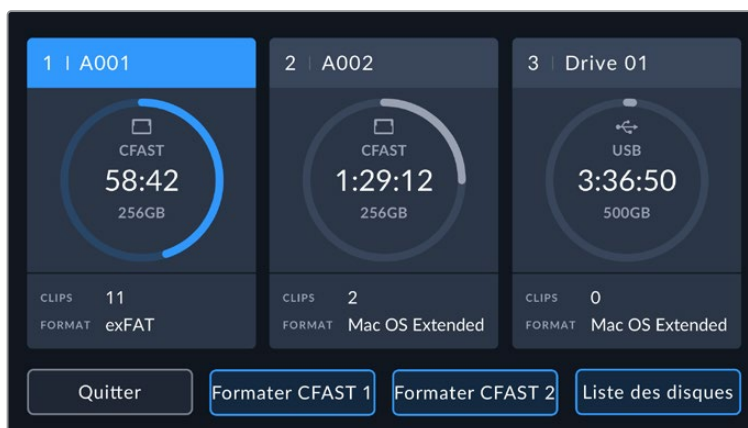 1 | A001
2 | A002
3 | Drive 01
CFAST
58:42
256GB
CFAST
1:29:12
256GB
USB
3:36:50
500GB
CLIPS 11
FORMAT exFAT
CLIPS 2
FORMAT Mac OS Extended
CLIPS 0
FORMAT Mac OS Extended
Quitter
Formater CFAST 1
Formater CFAST 2
Liste des disques